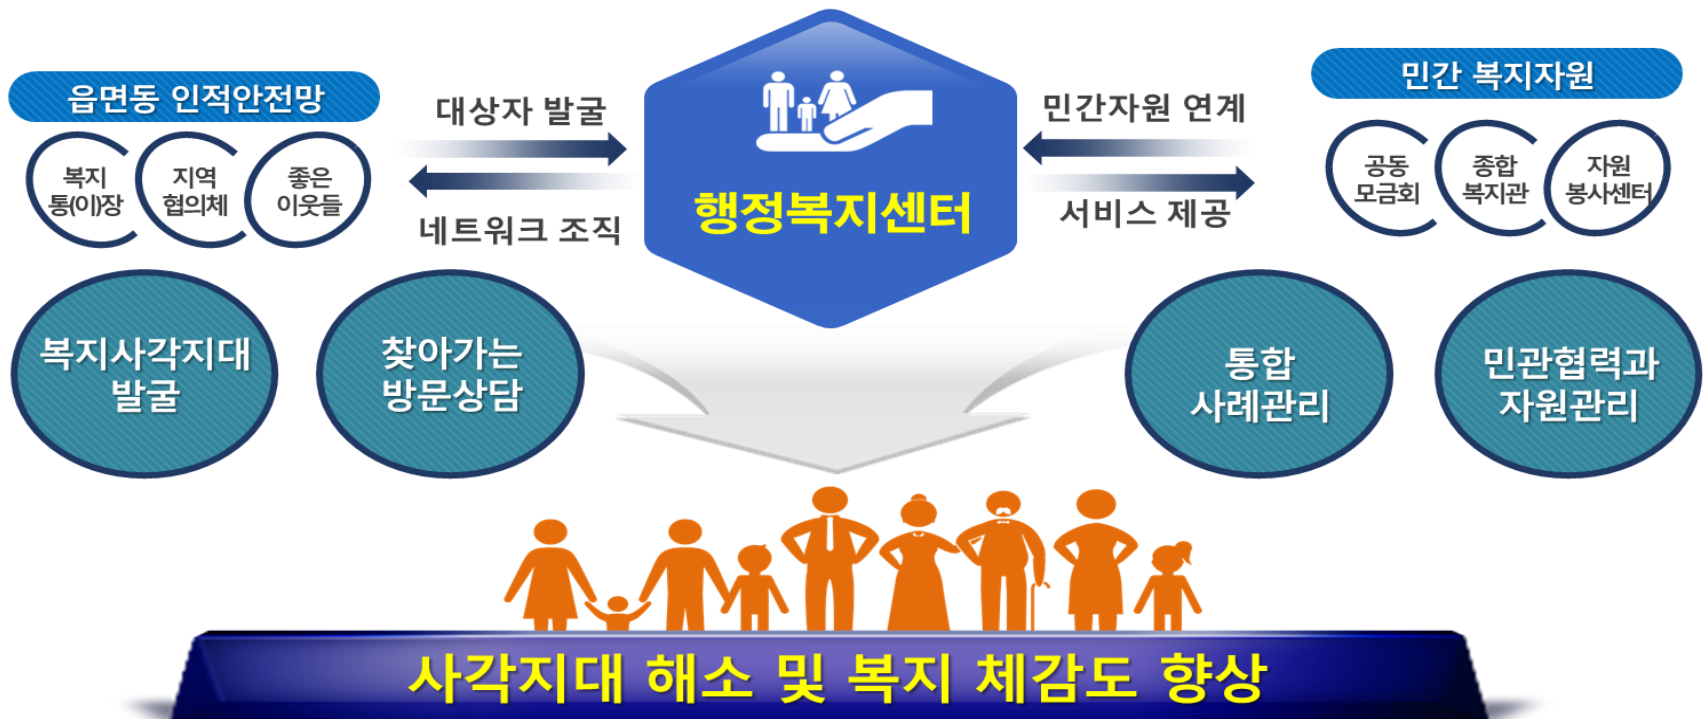 읍면동 인적안전망
복지
통(이)장
지역
협의체
좋은
이웃들
대상자 발굴
네트워크 조직
행정복지센터
민간자원 연계
서비스 제공
민간 복지자원
공동
모금회
종합
복지관
자원
봉사센터
복지사각지대
발굴
찾아가는
방문상담
통합
사례관리
민관협력과
자원관리
사각지대 해소 및 복지 체감도 향상